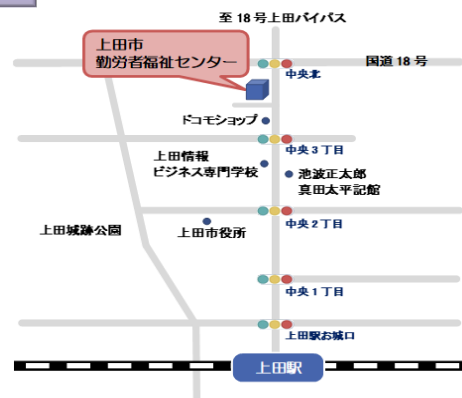 至18号上田バイパス
上田市
勤労者福祉センター
国道18号
中央北
ドコモショップ
中央3丁目
上田情報
ビジネス専門学校
池波正太郎
真田太平記館
中央2丁目
上田城跡公園
上田市役所
中央1丁目
上田駅お城口
上田駅